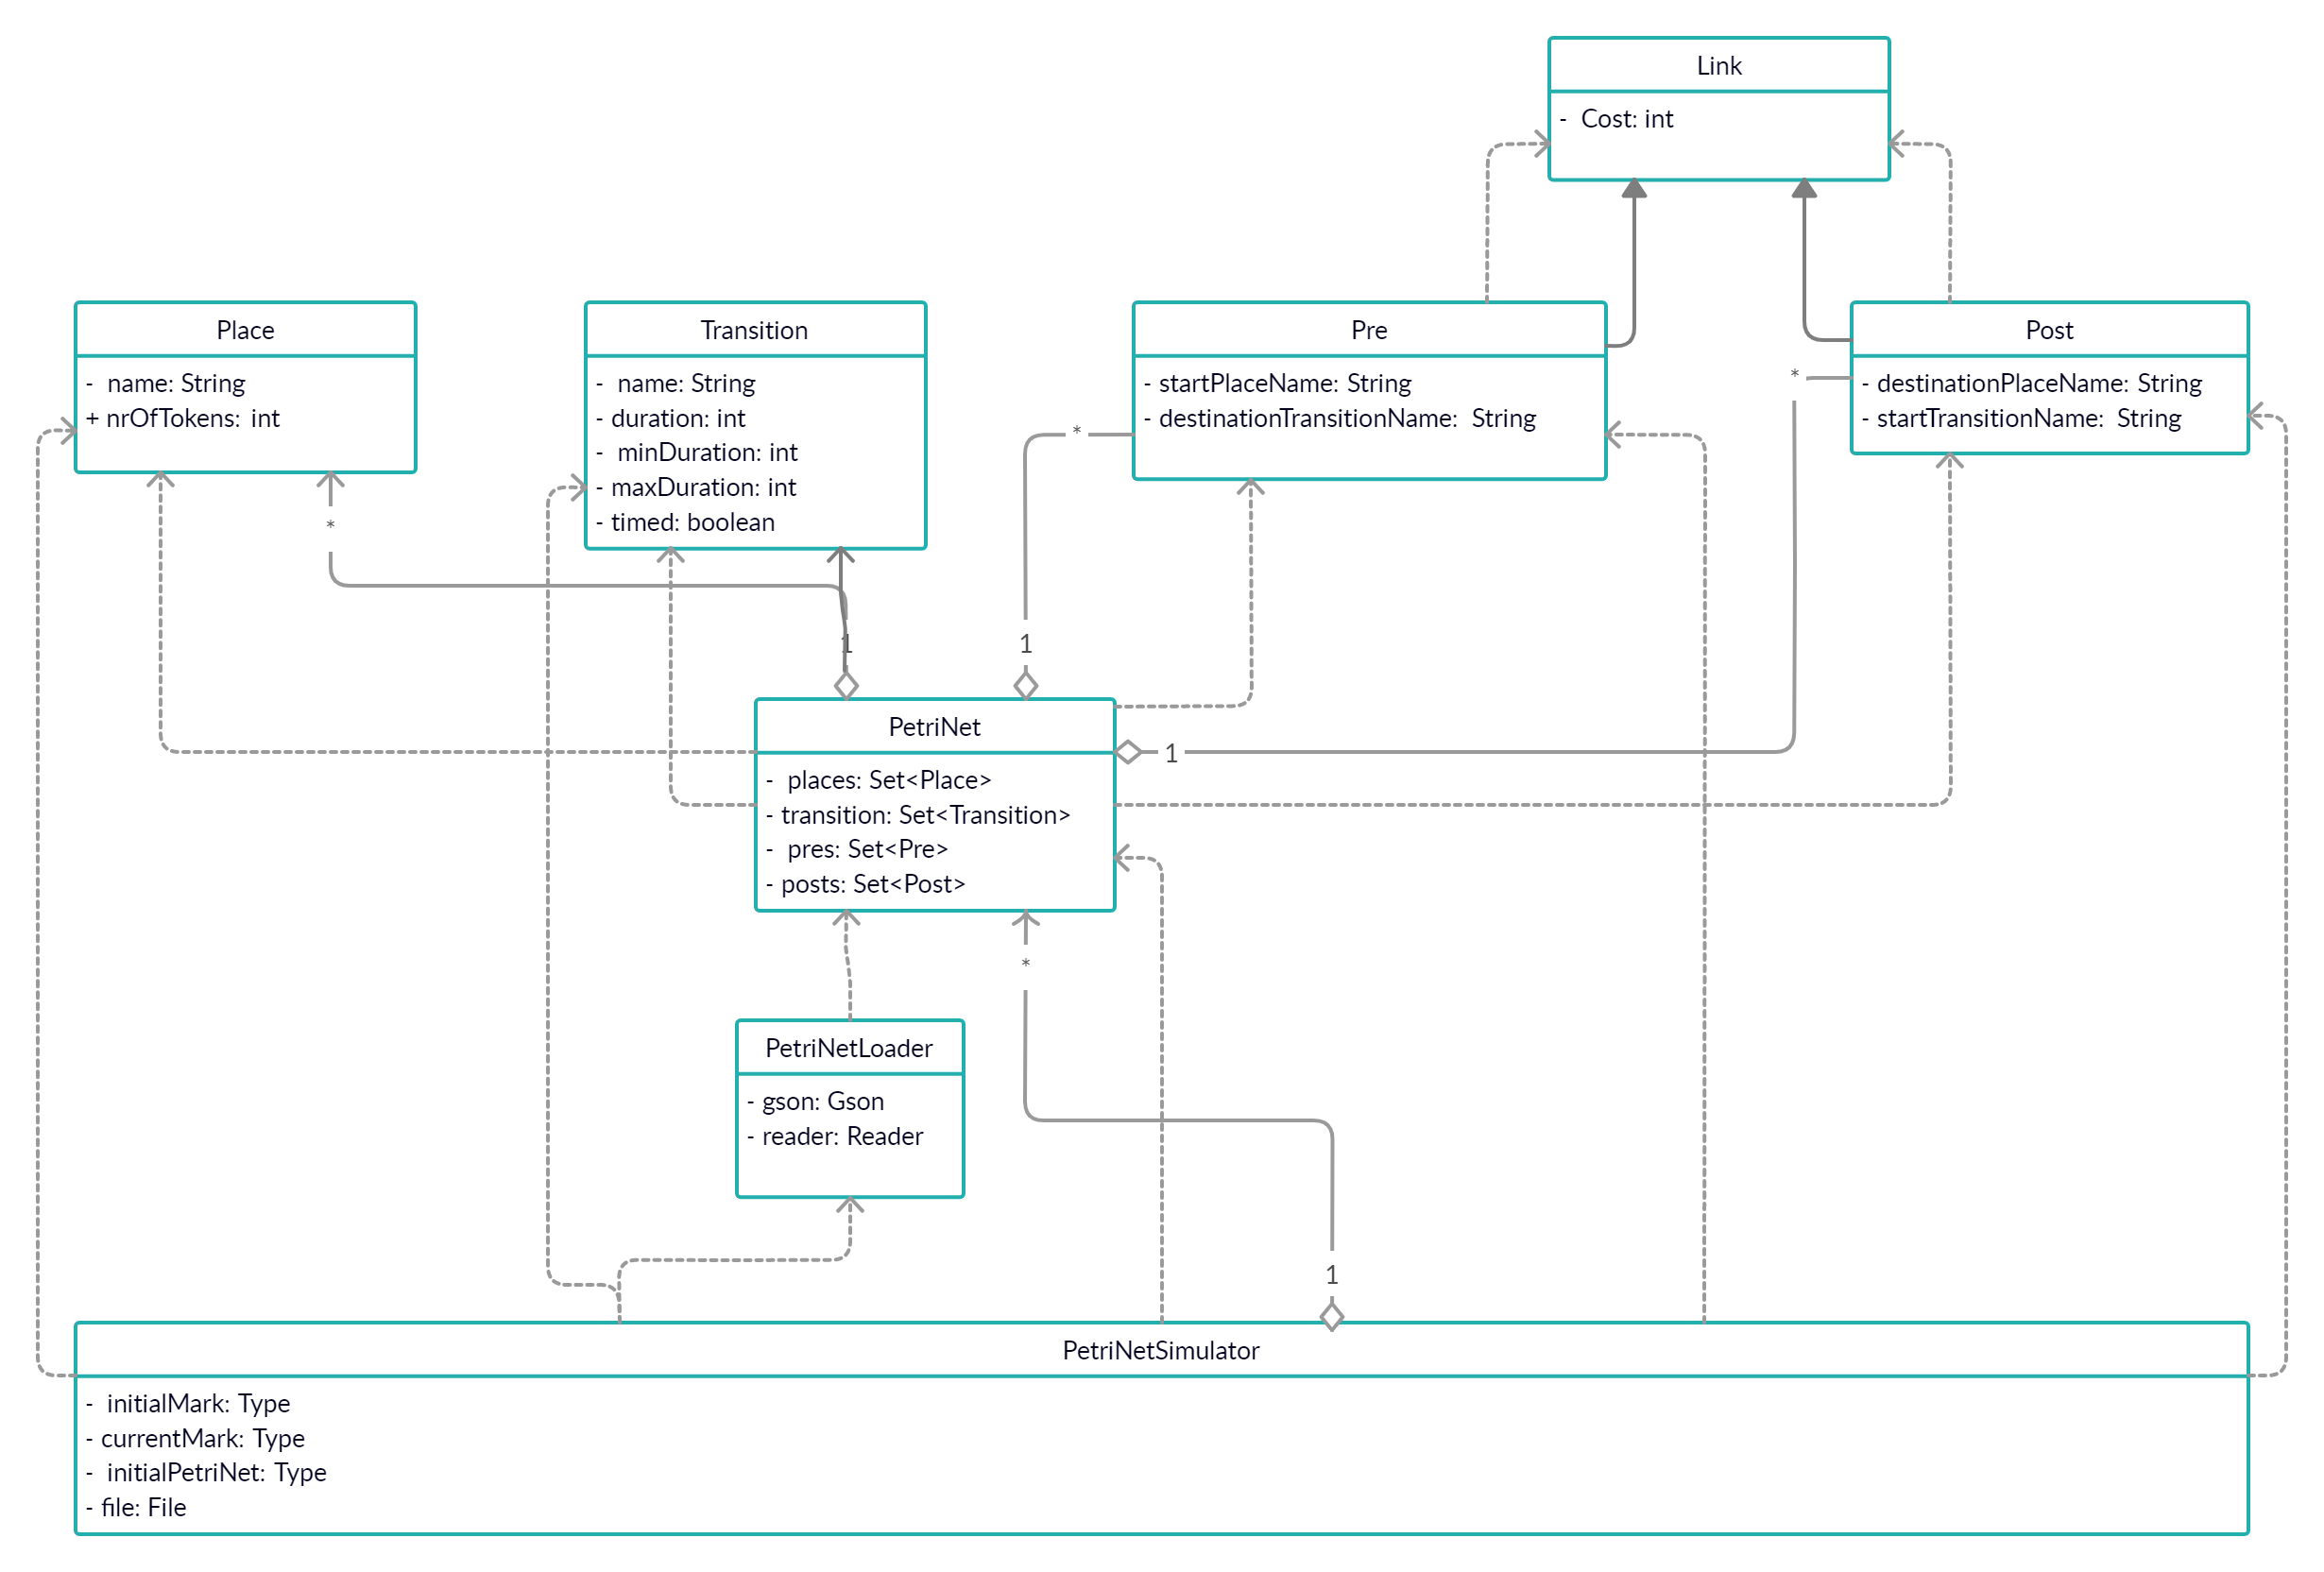 Link
- Cost: int
Place
- name: String
+ nrOfTokens: int
Transition
- name: String
- duration: int
- minDuration: int
- maxDuration: int
- timed: boolean
Pre
- startPlaceName: String
- destinationTransitionName: String
Post
- destinationPlaceName: String
- startTransitionName: String
*
*
*
1
1
1
PetriNet
- places: Set<Place>
- transition: Set<Transition>
- pres: Set<Pre>
- posts: Set<Post>
*
PetriNetLoader
- gson: Gson
- reader: Reader
1
PetriNetSimulator
- initialMark: Type
- currentMark: Type
- initialPetriNet: Type
- file: File